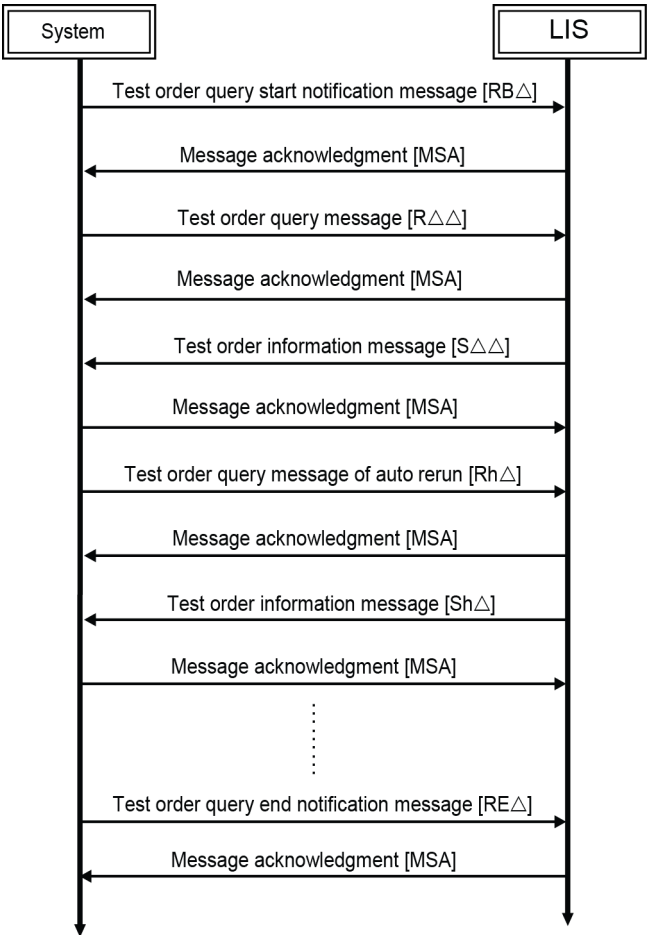 System
LIS
Test order query start notification message [RB△]
Message acknowledgment [MSA]
Test order query message [R△△]
Message acknowledgment [MSA]
Test order information message [S△△]
Message acknowledgment [MSA]
Test order query message of auto rerun [Rh△]
Message acknowledgment [MSA]
Test order information message [Sh△]
Message acknowledgment [MSA]
Test order query end notification message [RE△]
Message acknowledgment [MSA]